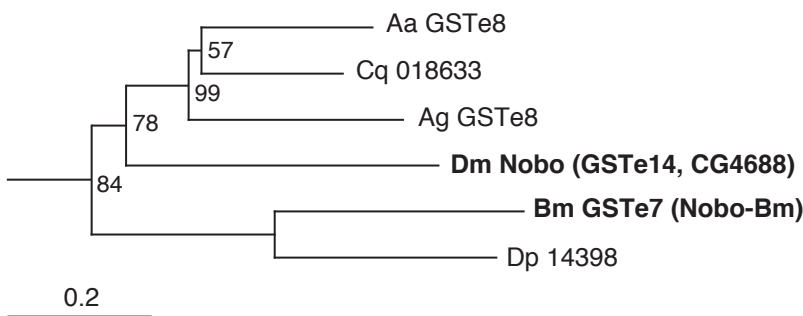 Aa GSTe8
57
Cq 018633
99
Ag GSTe8
78
Dm Nobo (GSTe14, CG4688)
84
Bm GSTe7 (Nobo-Bm)
Dp 14398
0.2